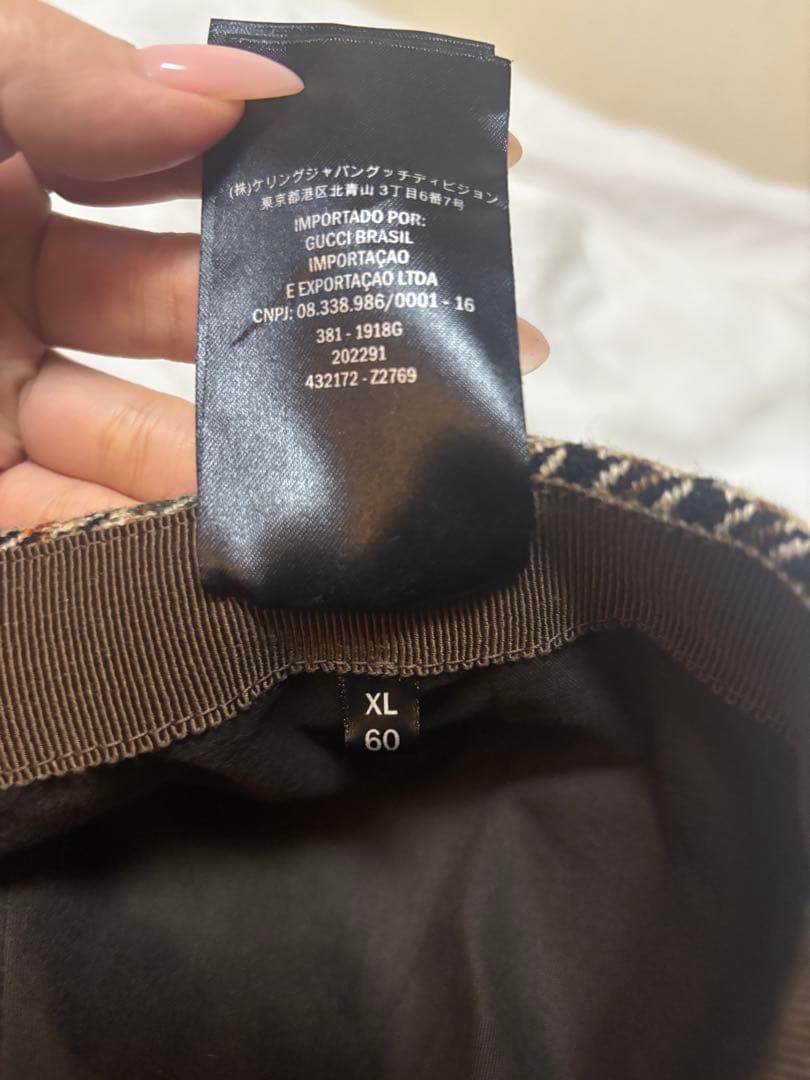 (株)ケリングジャパングッチディビジョン
東京都港区北青山 3丁目6番7号
IMPORTADO POR:
GUCCI BRASIL
IMPORTAÇAO
E EXPORTAÇAO LTDA
CNPJ: 08.338.986/0001 - 16
381 - 1918G
202291
432172 - Z2769
XL
60